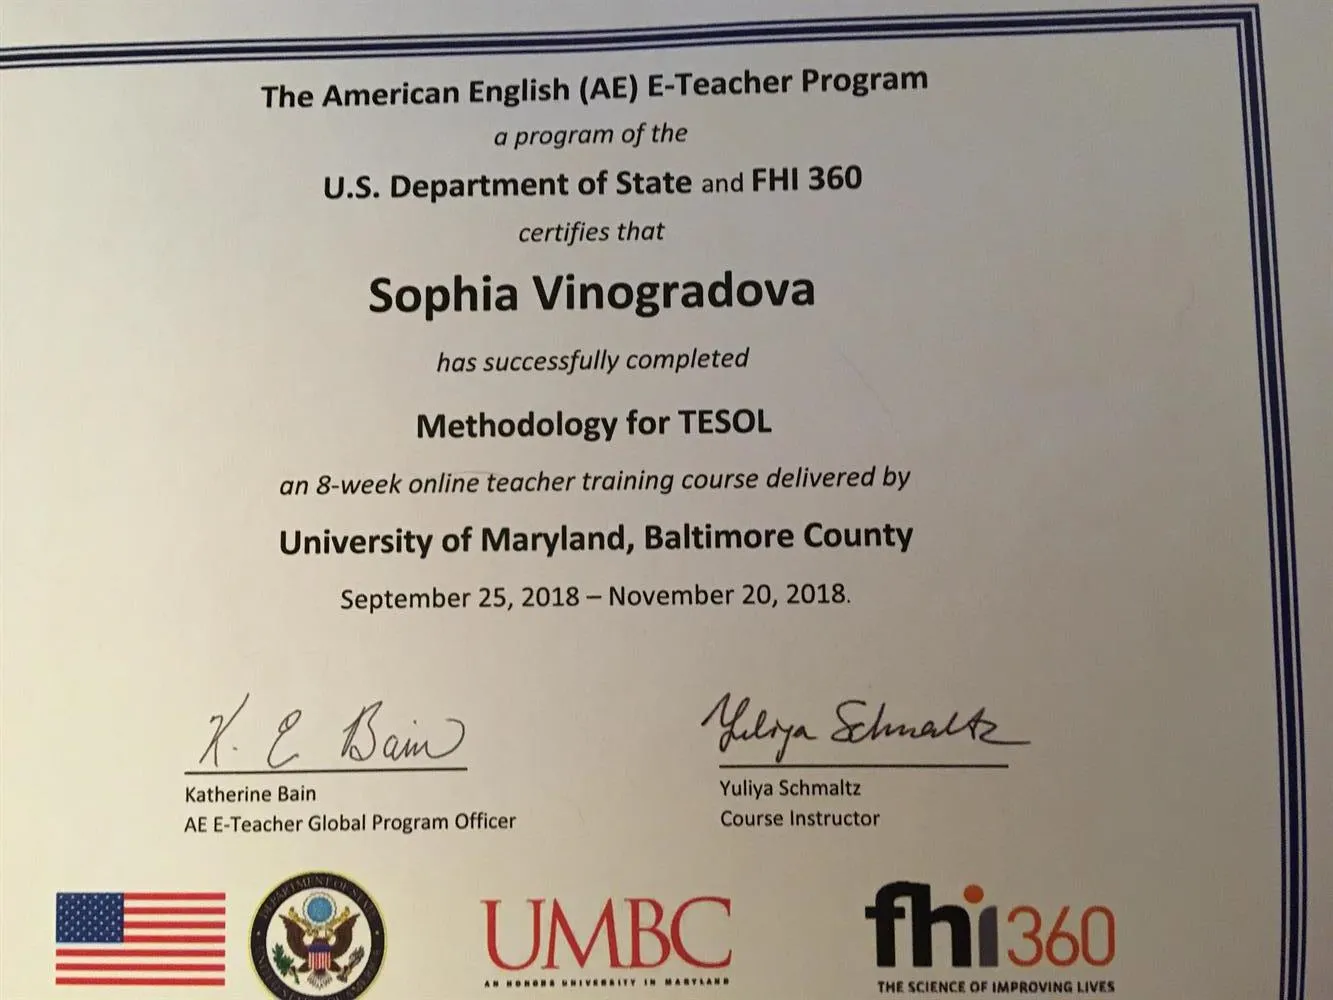 The American English (AE) E-Teacher Program
a program of the
U.S. Department of State and FHI 360
certifies that
Sophia Vinogradova
has successfully completed
Methodology for TESOL
an 8-week online teacher training course delivered by
University of Maryland, Baltimore County
September 25, 2018 – November 20, 2018.
K. E Bain
Yuliya Schmaltz
Katherine Bain
AE E-Teacher Global Program Officer
Yuliya Schmaltz
Course Instructor
DEPARTMENT OF STATE
UMBC
AN HONORS UNIVERSITY IN MARYLAND
fhi360
THE SCIENCE OF IMPROVING LIVES